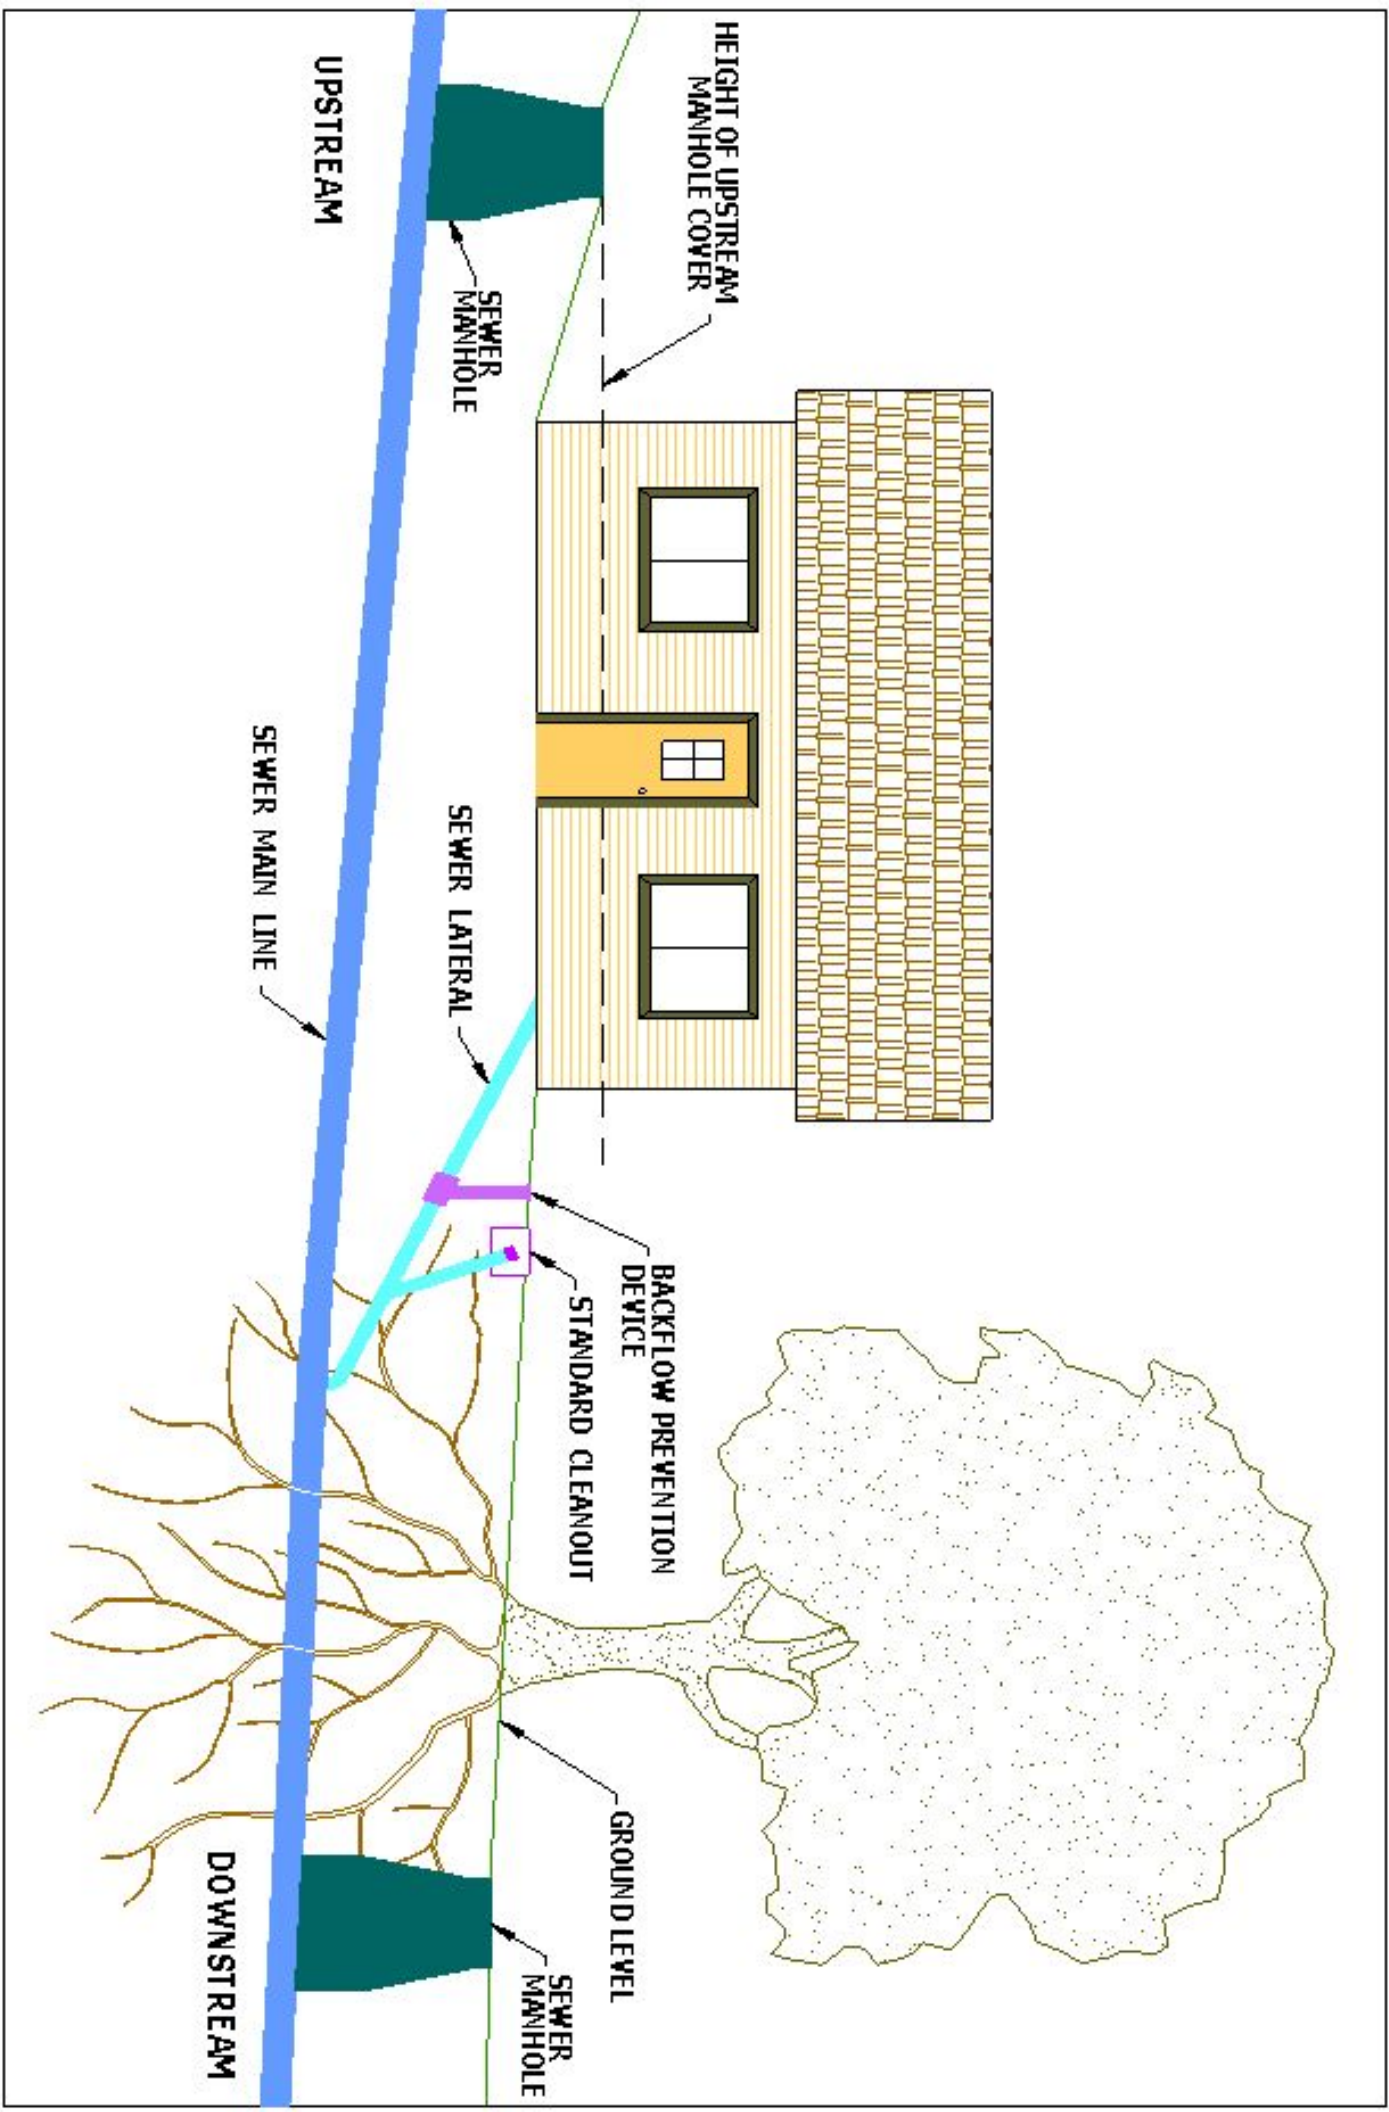 HEIGHT OF UPSTREAM
MANHOLE COVER
BACKFLOW PREVENTION
DEVICE
STANDARD CLEANOUT
GROUND LEVEL
SEWER
MANHOLE
SEWER
MANHOLE
SEWER LATERAL
UPSTREAM
SEWER MAIN LINE
DOWNSTREAM